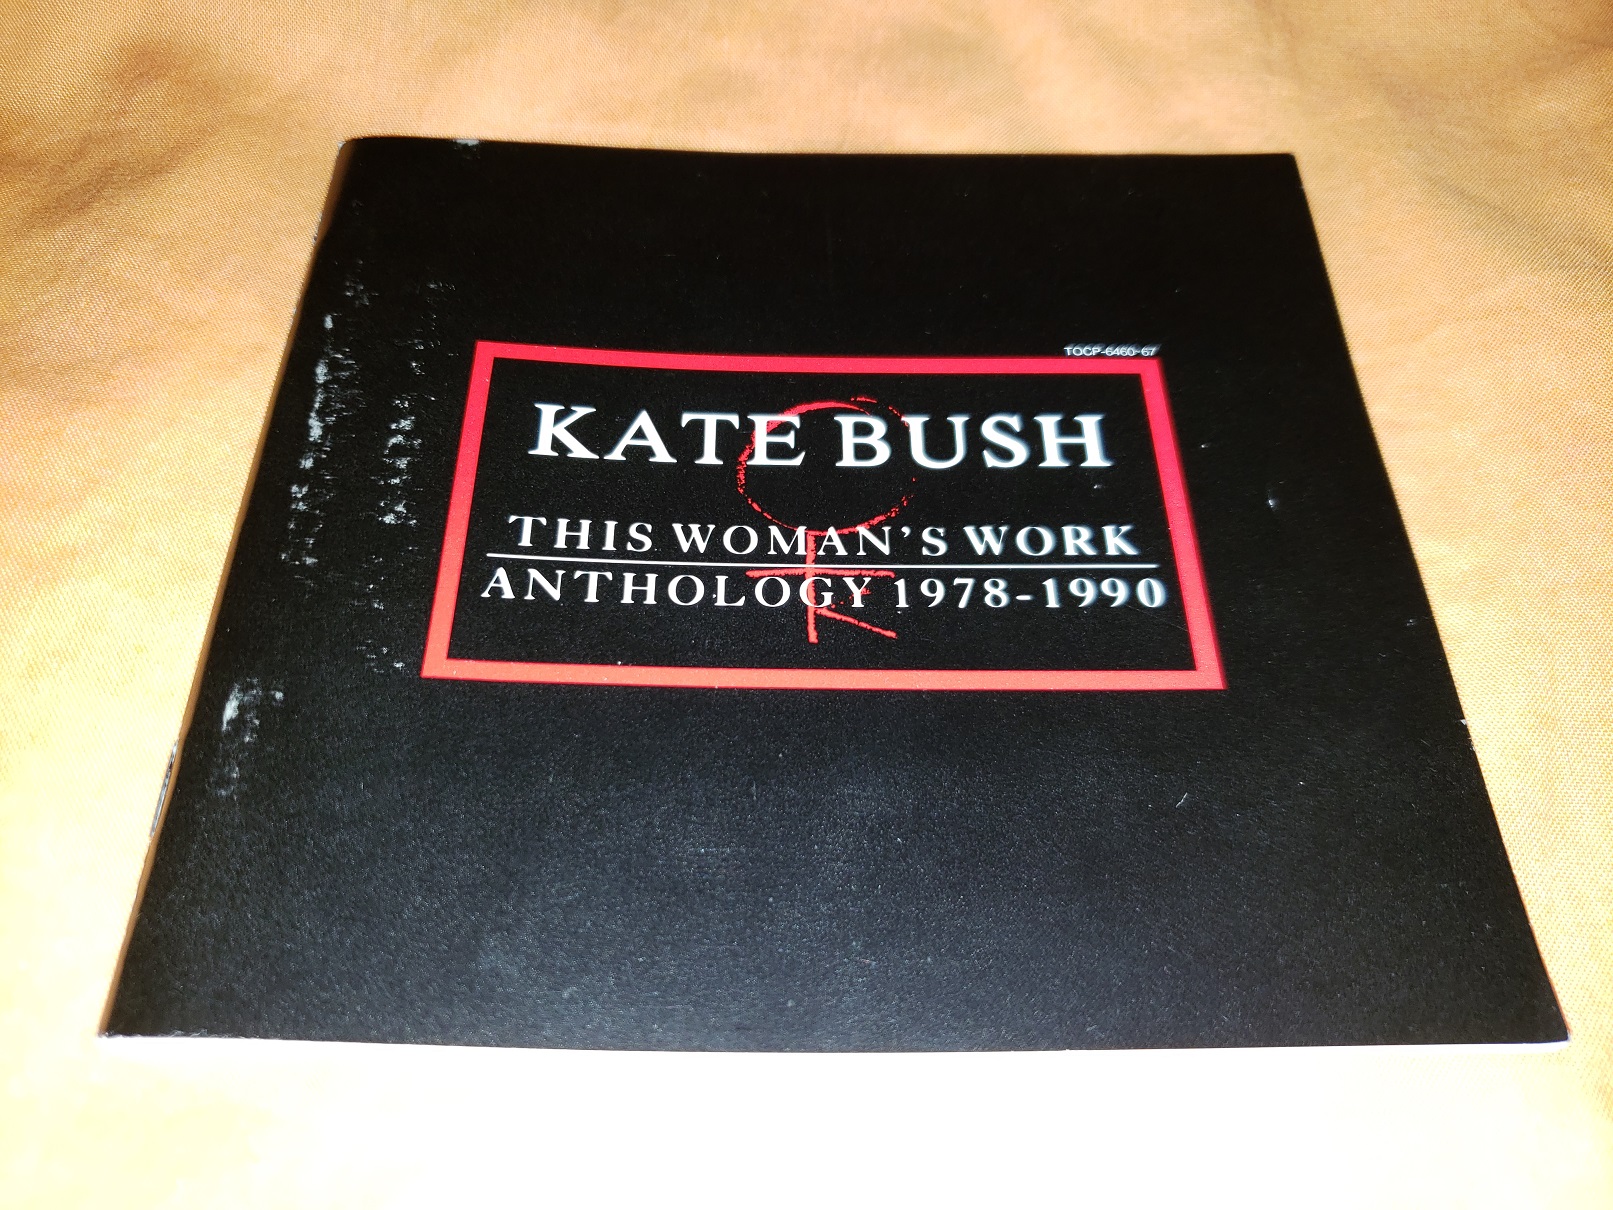 TOCP-6460~67
KATE BUSH
THIS WOMAN'S WORK
ANTHOLOGY 1978-1990